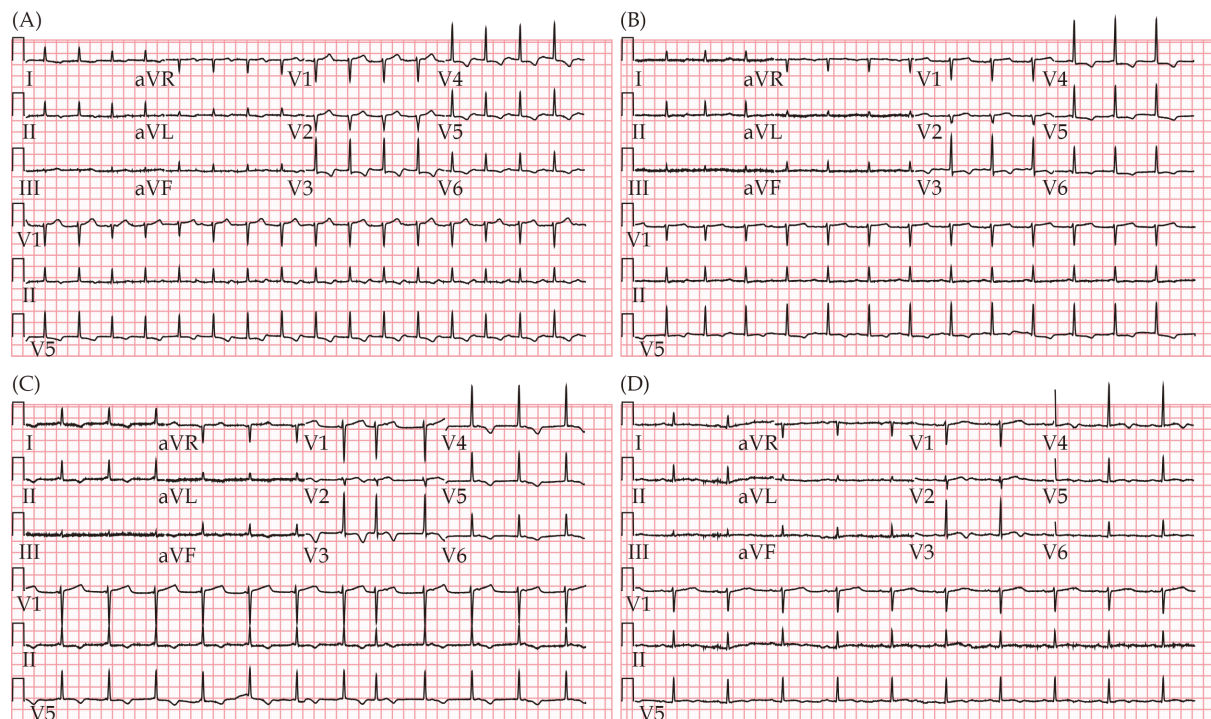 (A)
I aVR V1 V4
II aVL V2 V5
III aVF V3 V6
V1
II
V5
(B)
I aVR V1 V4
II aVL V2 V5
III aVF V3 V6
V1
II
V5
(C)
I aVR V1 V4
II aVL V2 V5
III aVF V3 V6
V1
II
V5
(D)
I aVR V1 V4
II aVL V2 V5
III aVF V3 V6
V1
II
V5